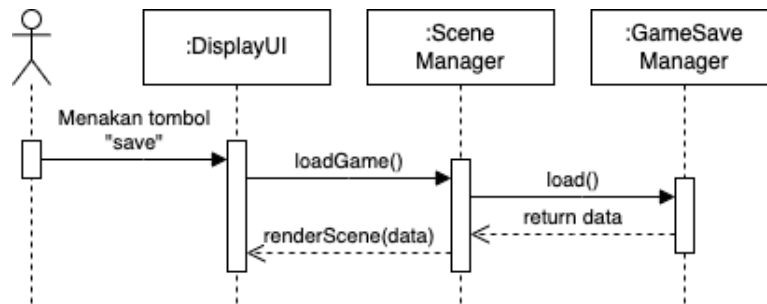 :DisplayUI
:Scene
Manager
:GameSave
Manager
Menakan tombol
"save"
loadGame()
load()
return data
renderScene(data)